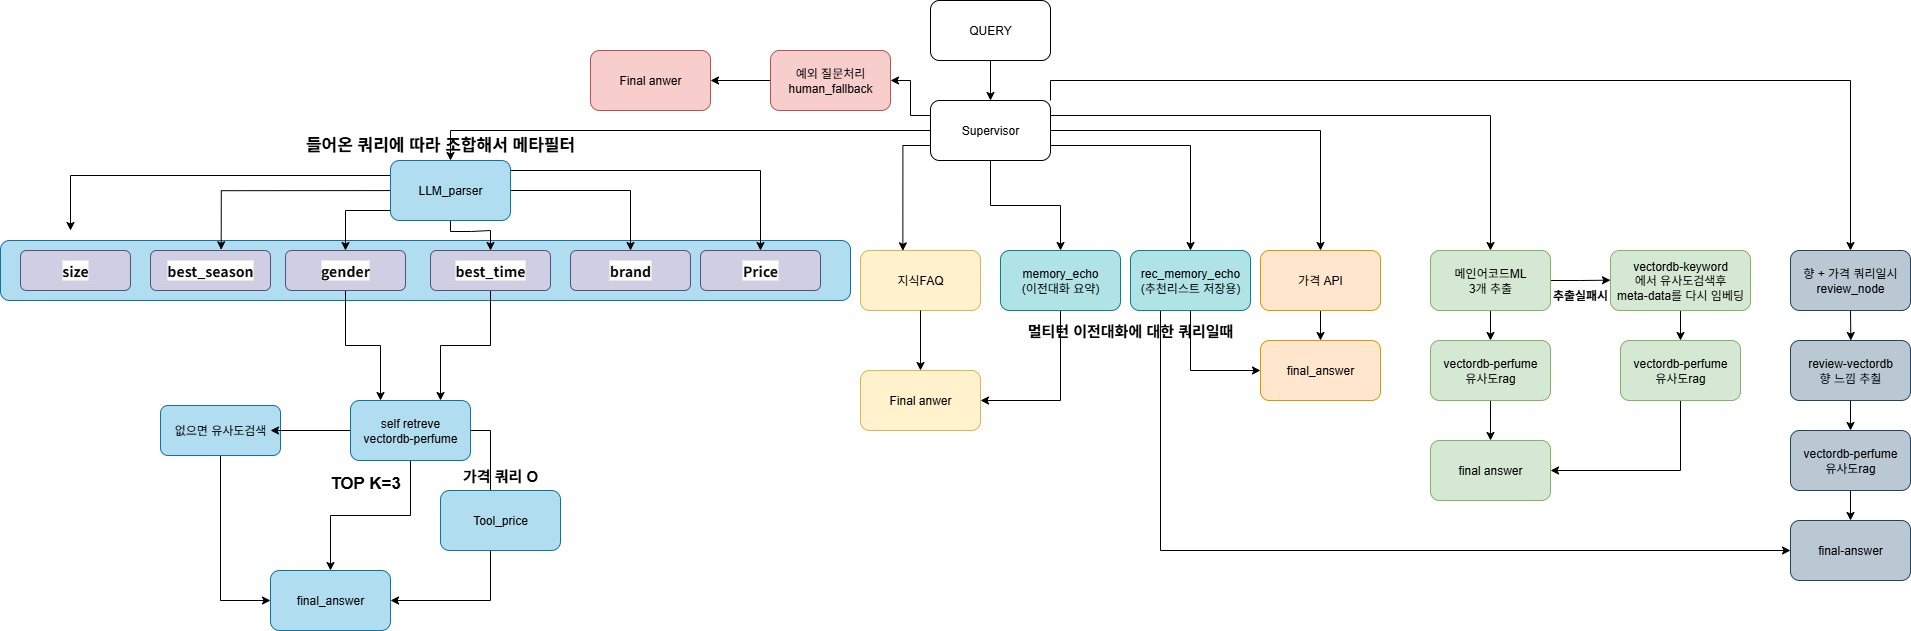 QUERY
Final anwer
예외 질문처리
human_fallback
Supervisor
들어온 쿼리에 따라 조합해서 메타필터
LLM_parser
size
best_season
gender
best_time
brand
Price
지식FAQ
memory_echo
(이전대화 요약)
rec_memory_echo
(추천리스트 저장용)
가격 API
메인어코드ML
3개 추출
추출실패시
vectordb-keyword
에서 유사도검색후
meta-data를 다시 임베딩
향 + 가격 쿼리일시
review_node
멀티턴 이전대화에 대한 쿼리일때
Final anwer
final_answer
vectordb-perfume
유사도rag
vectordb-perfume
유사도rag
review-vectordb
향 느낌 추췰
없으면 유사도검색
self retreve
vectordb-perfume
TOP K=3
가격 쿼리 O
final answer
vectordb-perfume
유사도rag
Tool_price
final-answer
final_answer